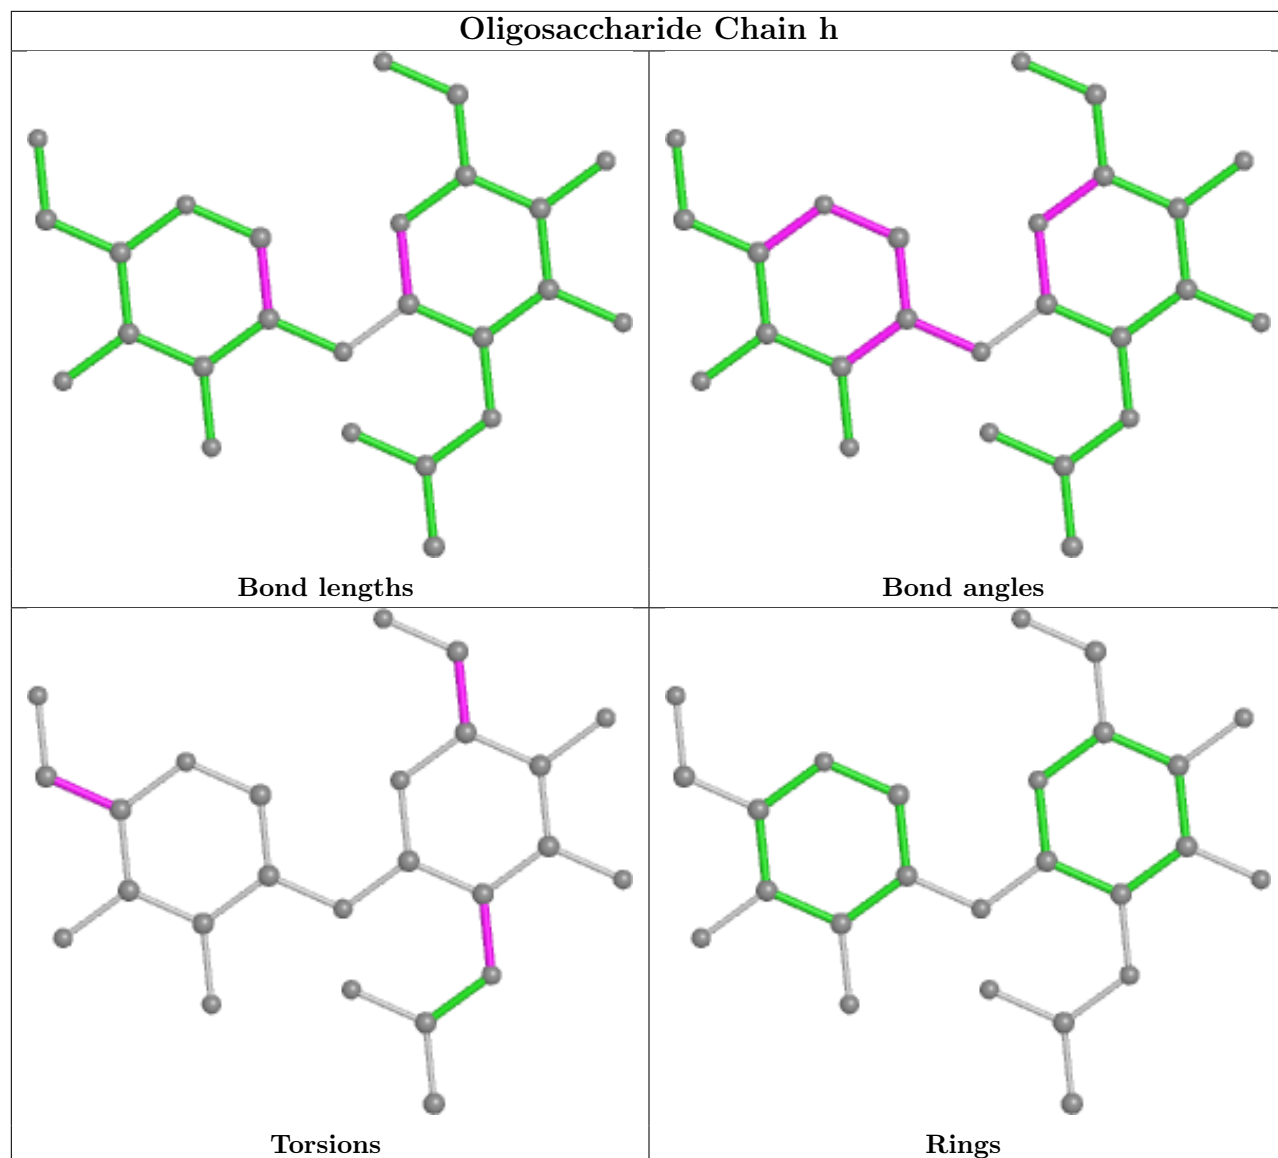 Oligosaccharide Chain h
Bond lengths
Bond angles
Torsions
Rings